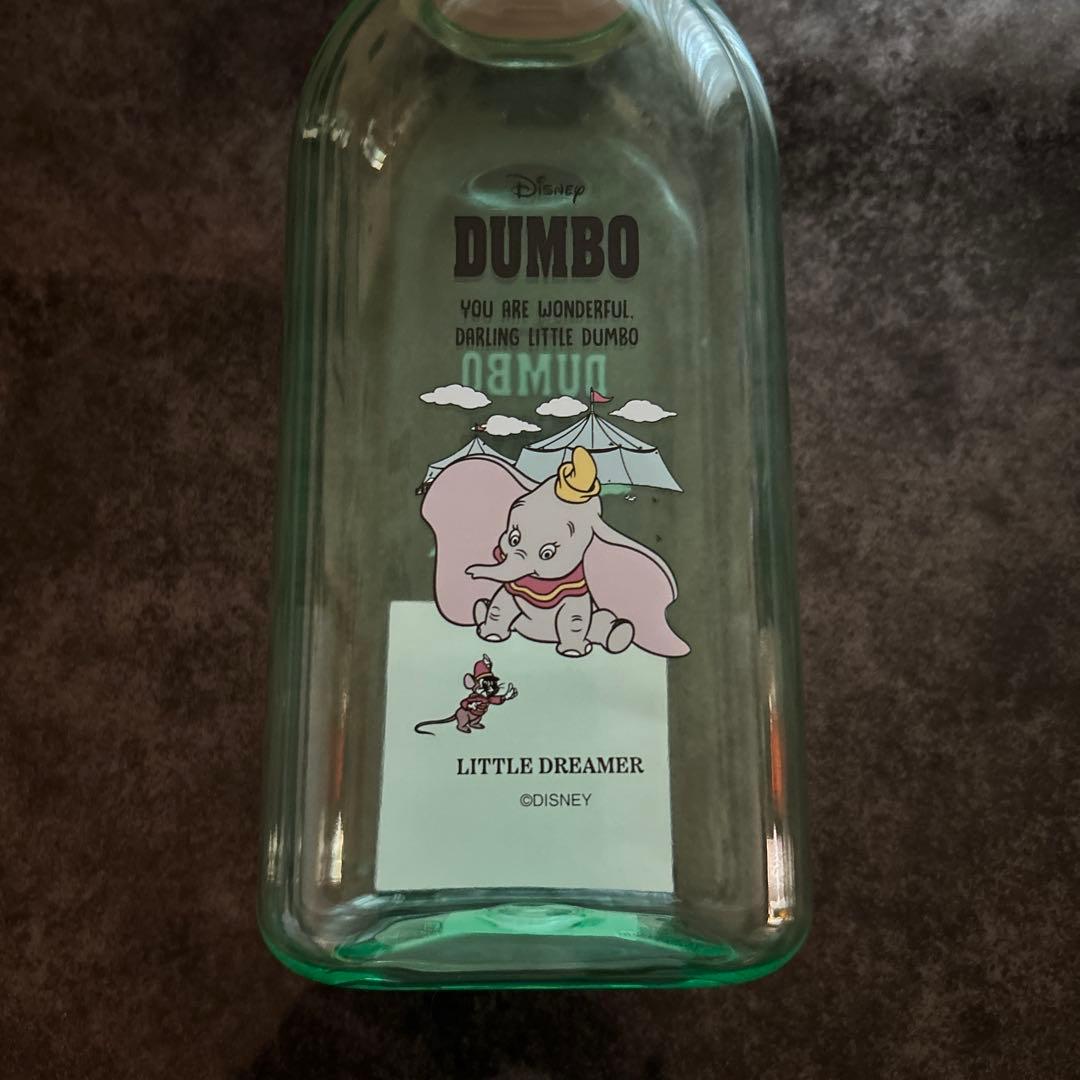 Disney
DUMBO
YOU ARE WONDERFUL.
DARLING LITTLE DUMBO
DUMBO
LITTLE DREAMER
©DISNEY